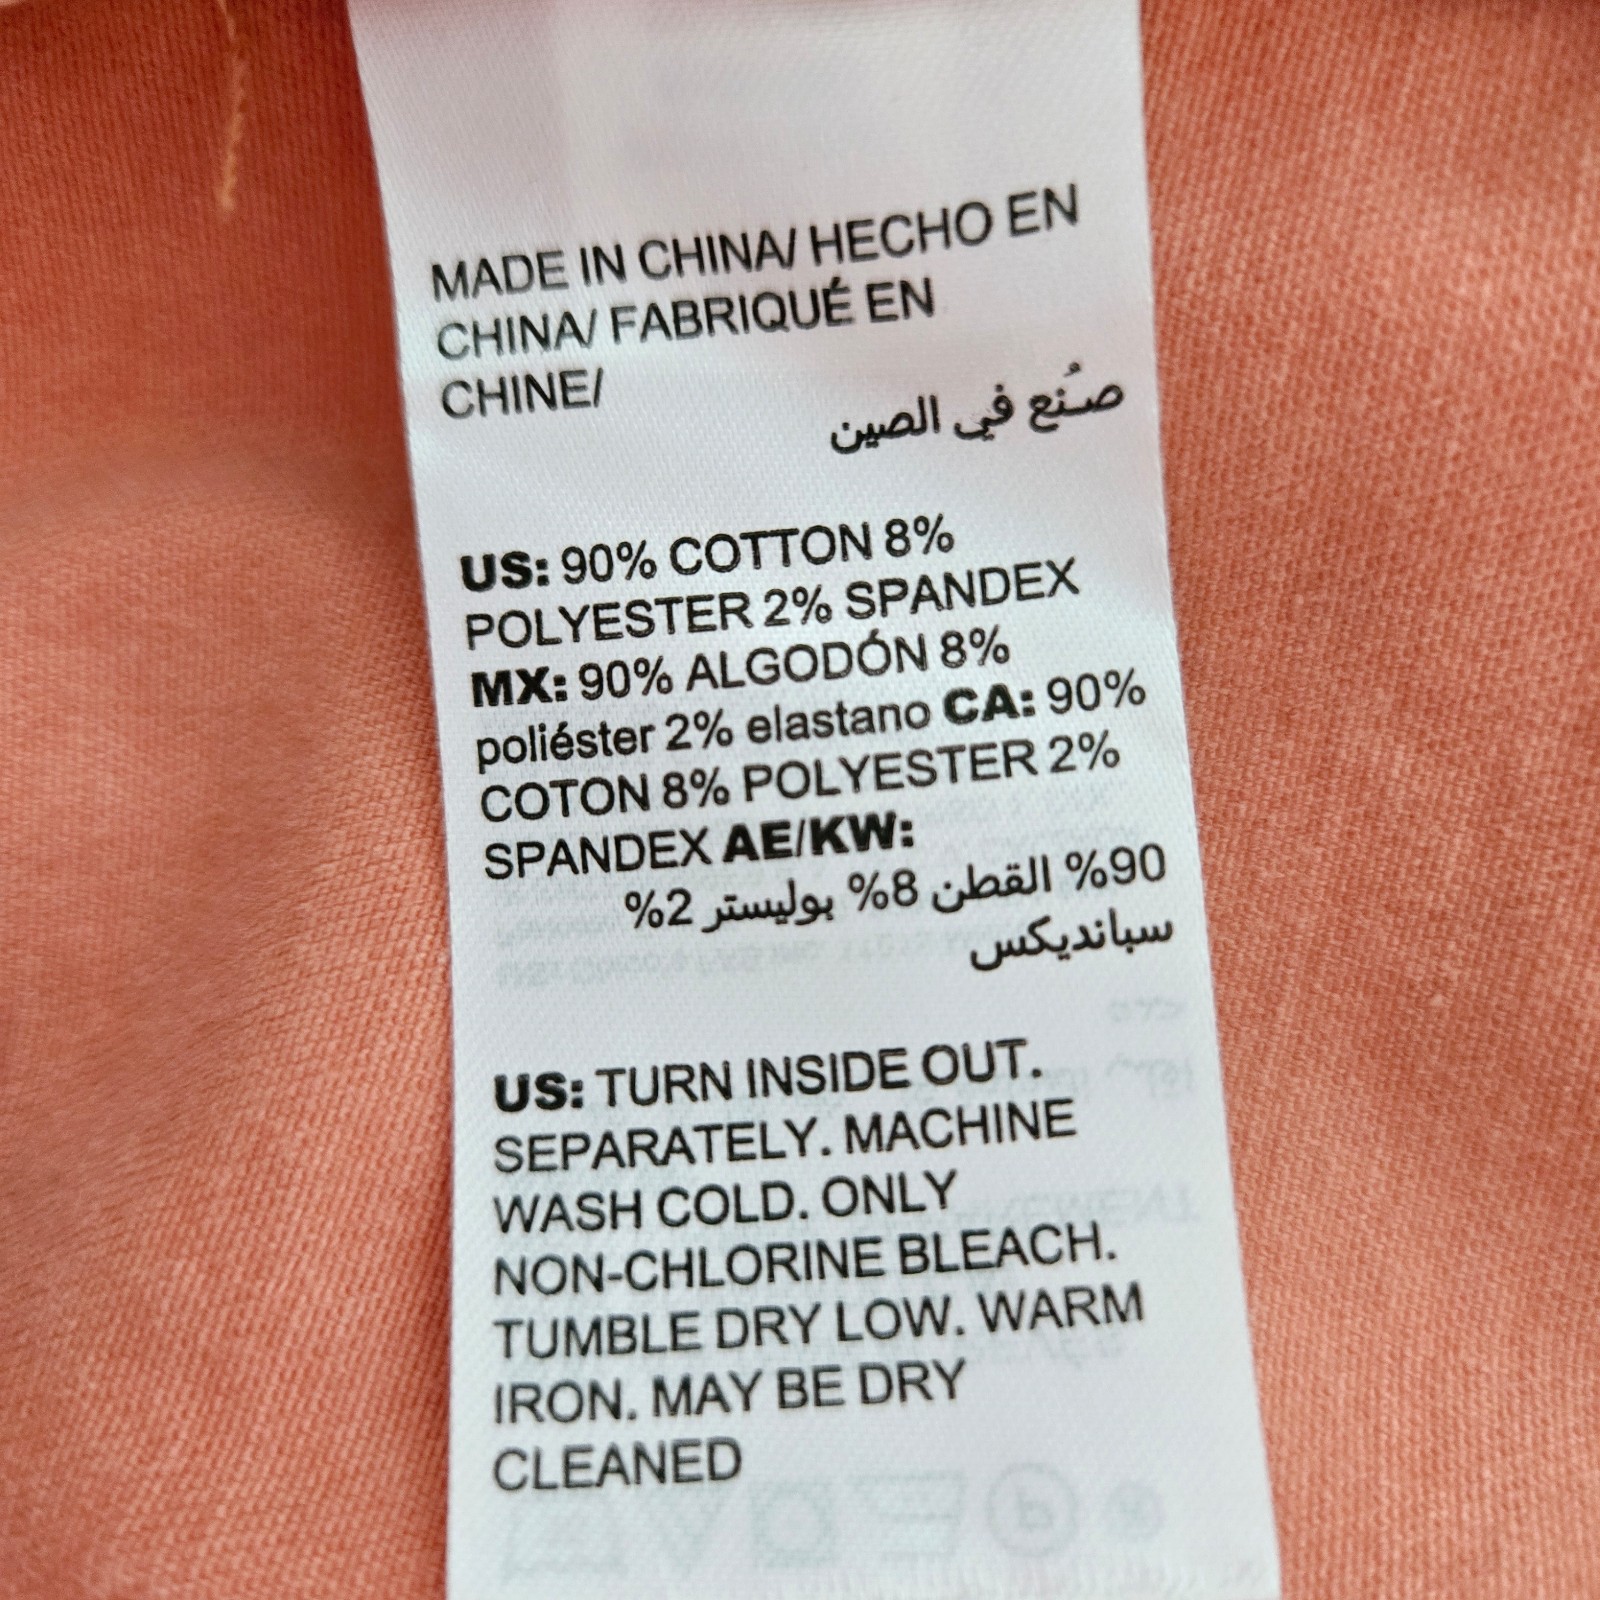 MADE IN CHINA/ HECHO EN
CHINA/ FABRIQUÉ EN
CHINE/
صُنع في الصين
US: 90% COTTON 8%
POLYESTER 2% SPANDEX
MX: 90% ALGODÓN 8%
poliéster 2% elastano CA: 90%
COTON 8% POLYESTER 2%
SPANDEX AE/KW:
90% القطن 8% بوليستر 2%
سبانديكس
US: TURN INSIDE OUT.
SEPARATELY. MACHINE
WASH COLD. ONLY
NON-CHLORINE BLEACH.
TUMBLE DRY LOW. WARM
IRON. MAY BE DRY
CLEANED